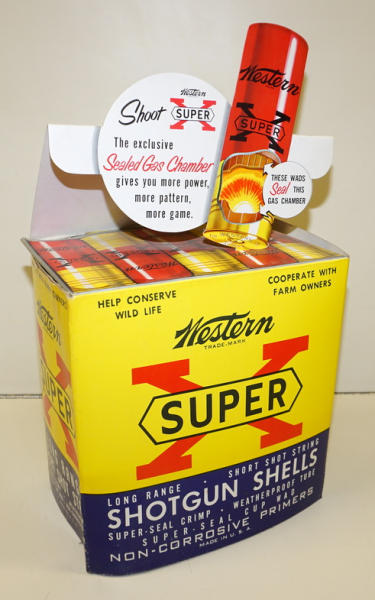 Western
Shoot SUPER X
The exclusive
Sealed Gas Chamber
gives you more power,
more pattern,
more game.
Western
SUPER X
THESE WADS
Seal THIS
GAS CHAMBER
Western
HELP CONSERVE
WILD LIFE
COOPERATE WITH
FARM OWNERS
Western
TRADE-MARK
SUPER X
LONG RANGE · SHORT SHOT STRING
SHOTGUN SHELLS
SUPER-SEAL CRIMP · WEATHERPROOF TUBE
SUPER-SEAL CUP WAD
NON-CORROSIVE PRIMERS
MADE IN U.S.A.